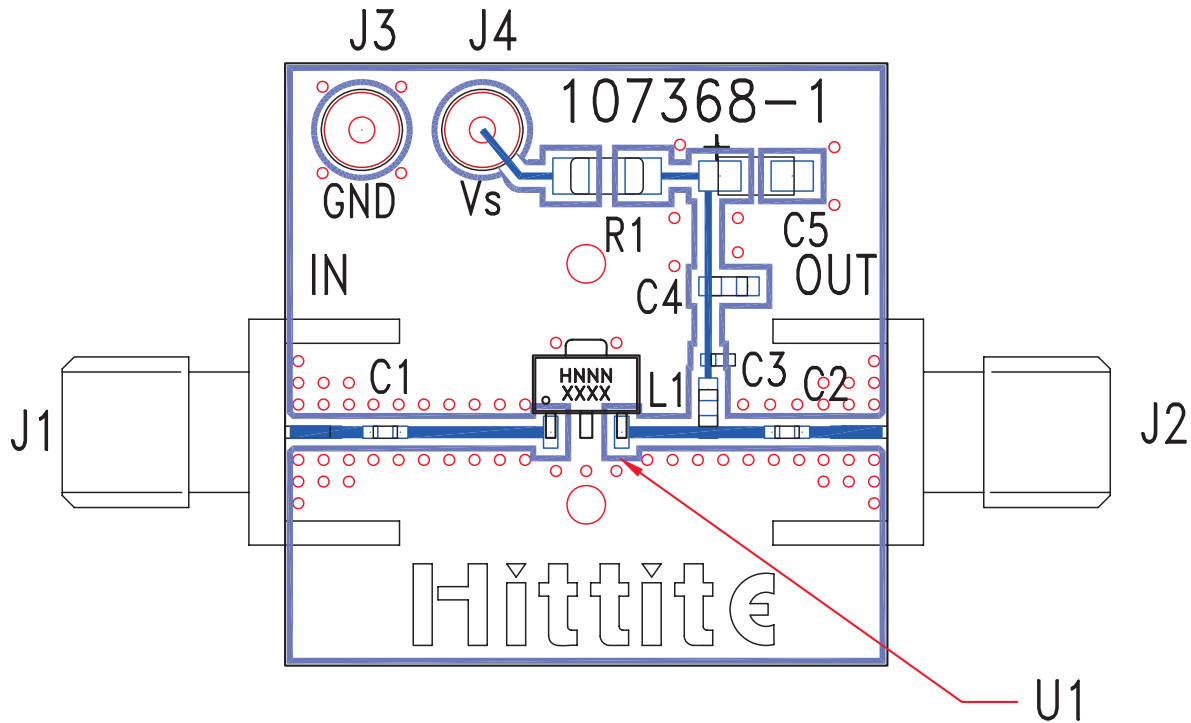 J3 J4
107368-1
GND Vs R1 C5
IN C4 OUT
C1 HNNN L1 C3 C2
XXXX
J1 J2
Hittite
U1